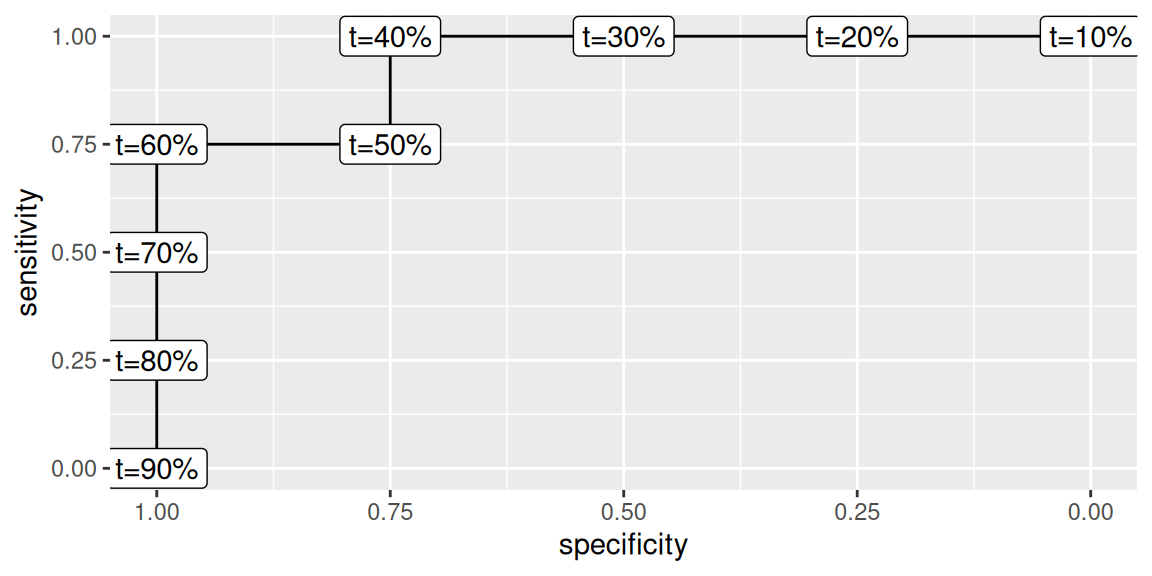 1.00
t=40%
t=30%
t=20%
t=10%
0.75
t=60%
t=50%
0.50
t=70%
0.25
t=80%
0.00
t=90%
sensitivity
1.00
0.75
0.50
0.25
0.00
specificity